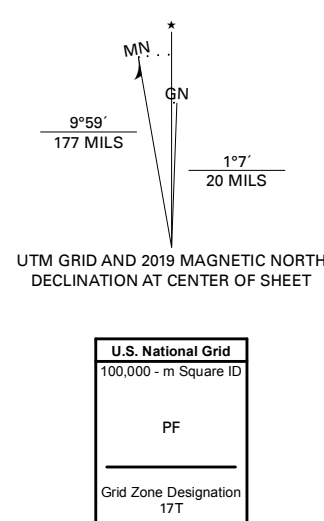 ★
MN
GN
9°59´
177 MILS
1°7´
20 MILS
UTM GRID AND 2019 MAGNETIC NORTH
DECLINATION AT CENTER OF SHEET
U.S. National Grid
100,000 - m Square ID
PF
Grid Zone Designation
17T